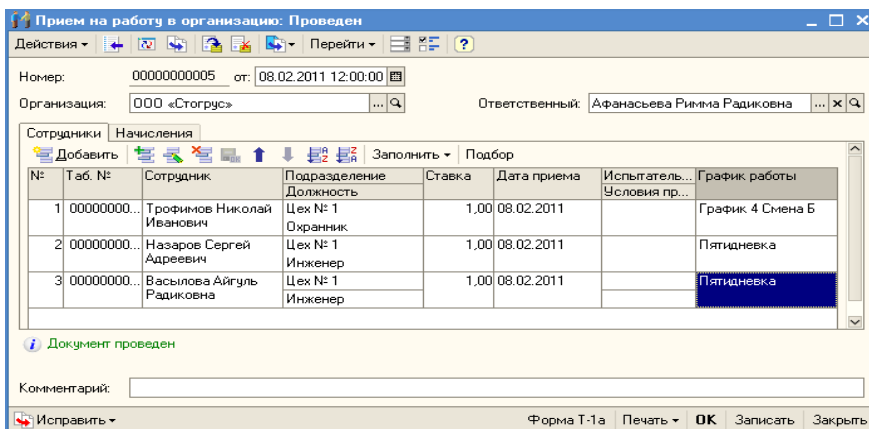 Прием на работу в организацию: Проведен
Действия Перейти
Номер: 00000000005 от: 08.02.2011 12:00:00
Организация: ООО «Стогрус» ... Ответственный: Афанасьева Римма Радиковна ...
Сотрудники Начисления
Добавить Заполнить Подбор
№ Таб. № Сотрудник Подразделение Ставка Дата приема Испытатель... График работы
Должность Условия пр...
1 00000000... Трофимов Николай Цех № 1 1,00 08.02.2011 График 4 Смена Б
Иванович Охранник
2 00000000... Назаров Сергей Цех № 1 1,00 08.02.2011 Пятидневка
Адреевич Инженер
3 00000000... Васылова Айгуль Цех № 1 1,00 08.02.2011 Пятидневка
Радиковна Инженер
Документ проведен
Комментарий:
Исправить Форма Т-1а Печать ОК Записать Закрыть